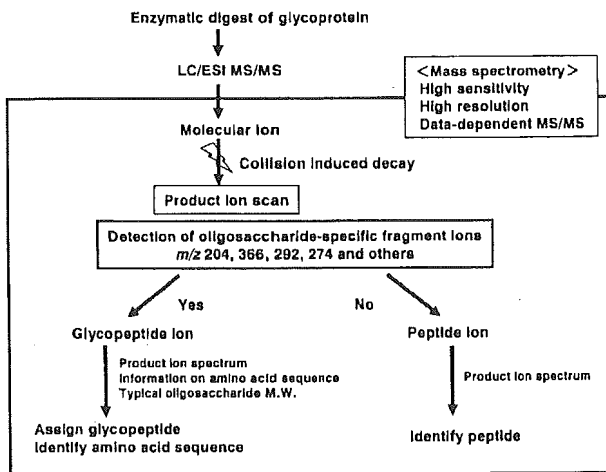 Enzymatic digest of glycoprotein
LC/ESI MS/MS
<Mass spectrometry>
High sensitivity
High resolution
Data-dependent MS/MS
Molecular Ion
Collision induced decay
Product ion scan
Detection of oligosaccharide-specific fragment ions
m/z 204, 366, 292, 274 and others
Yes
No
Glycopeptide ion
Peptide ion
Product ion spectrum
Information on amino acid sequence
Typical oligosaccharide M.W.
Product ion spectrum
Assign glycopeptide
Identify amino acid sequence
Identify peptide